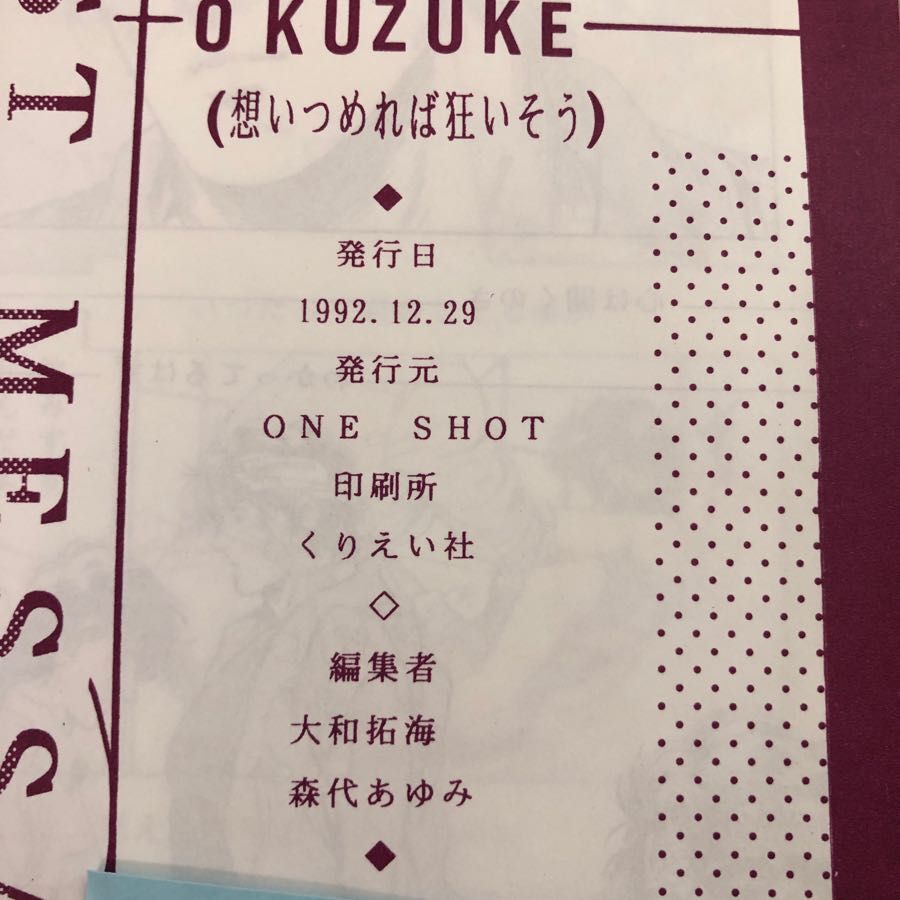 OKUZUKE
(想いつめれば狂いそう)
発行日
1992.12.29
発行元
ONE SHOT
印刷所
くりえい社
編集者
大和拓海
森代あゆみ
T MESS